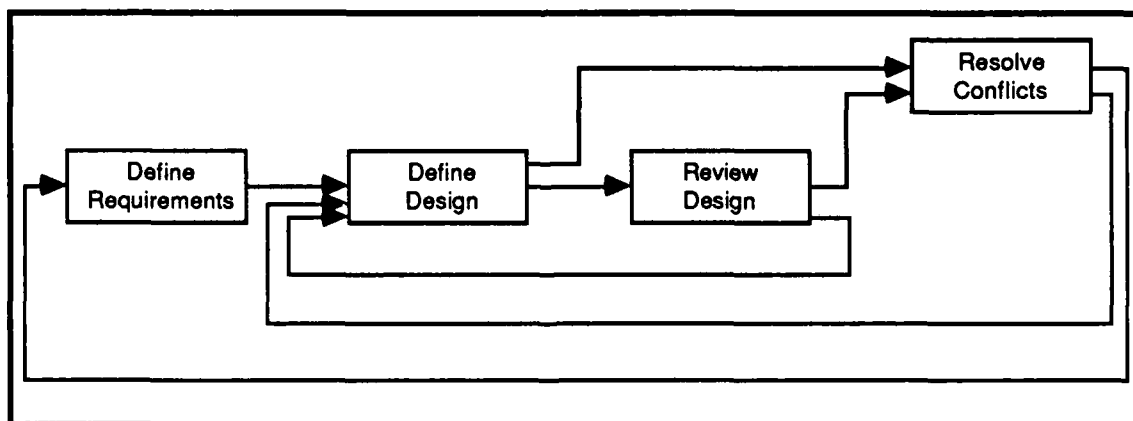 Resolve
Conflicts
Define
Requirements
Define
Design
Review
Design